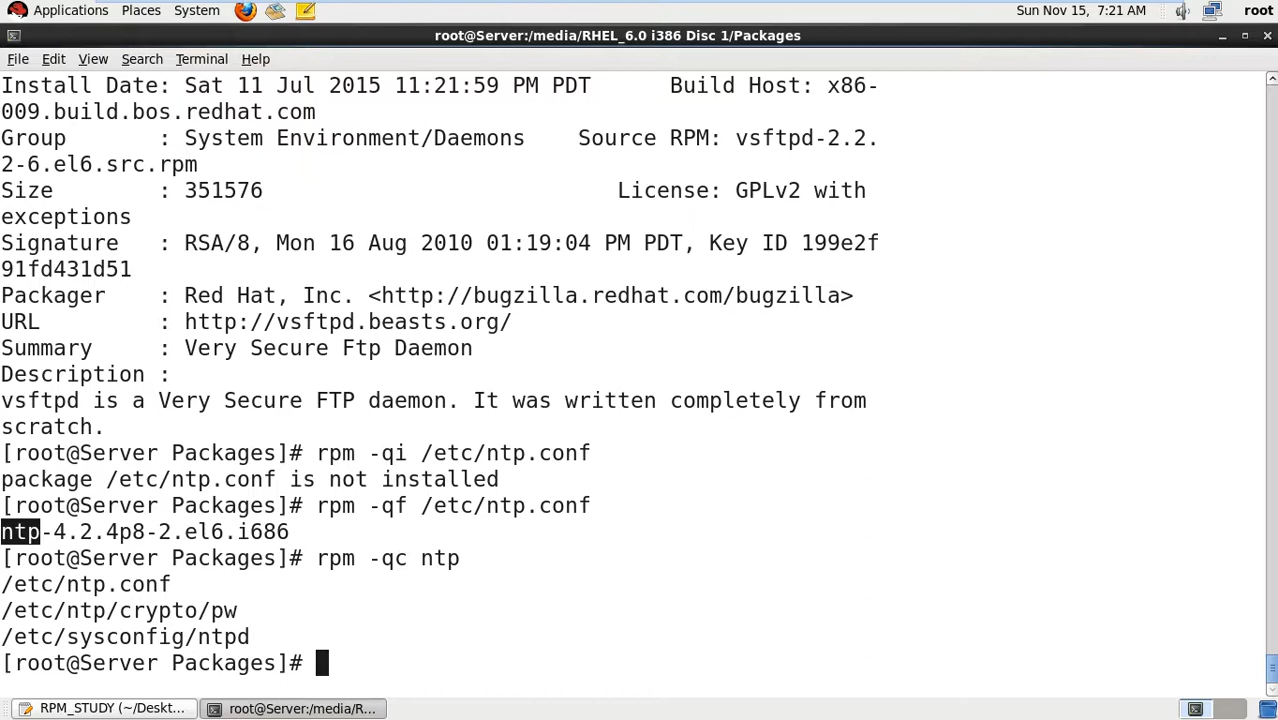 Applications Places System Sun Nov 15, 7:21 AM root
root@Server:/media/RHEL_6.0 i386 Disc 1/Packages
File Edit View Search Terminal Help
Install Date: Sat 11 Jul 2015 11:21:59 PM PDT Build Host: x86-
009.build.bos.redhat.com
Group : System Environment/Daemons Source RPM: vsftpd-2.2.
2-6.el6.src.rpm
Size : 351576 License: GPLv2 with
exceptions
Signature : RSA/8, Mon 16 Aug 2010 01:19:04 PM PDT, Key ID 199e2f
91fd431d51
Packager : Red Hat, Inc. <http://bugzilla.redhat.com/bugzilla>
URL : http://vsftpd.beasts.org/
Summary : Very Secure Ftp Daemon
Description :
vsftpd is a Very Secure FTP daemon. It was written completely from
scratch.
[root@Server Packages]# rpm -qi /etc/ntp.conf
package /etc/ntp.conf is not installed
[root@Server Packages]# rpm -qf /etc/ntp.conf
ntp-4.2.4p8-2.el6.i686
[root@Server Packages]# rpm -qc ntp
/etc/ntp.conf
/etc/ntp/crypto/pw
/etc/sysconfig/ntpd
[root@Server Packages]#
RPM_STUDY (~/Deskt... root@Server:/media/R...